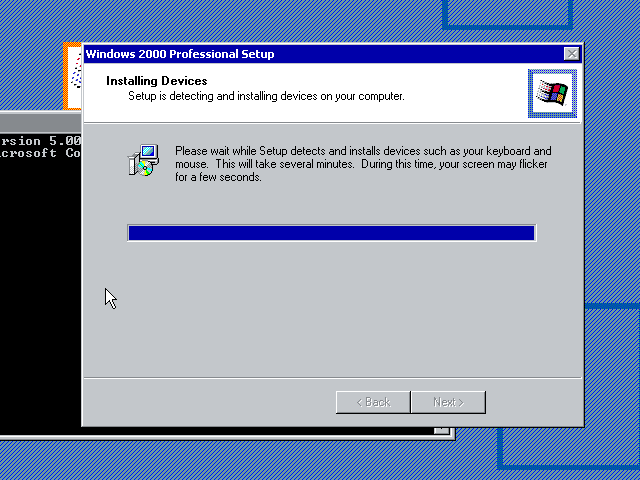 Windows 2000 Professional Setup
Installing Devices
Setup is detecting and installing devices on your computer.
Please wait while Setup detects and installs devices such as your keyboard and
mouse. This will take several minutes. During this time, your screen may flicker
for a few seconds.
< Back
Next >
ersion 5.00
icrosoft Co